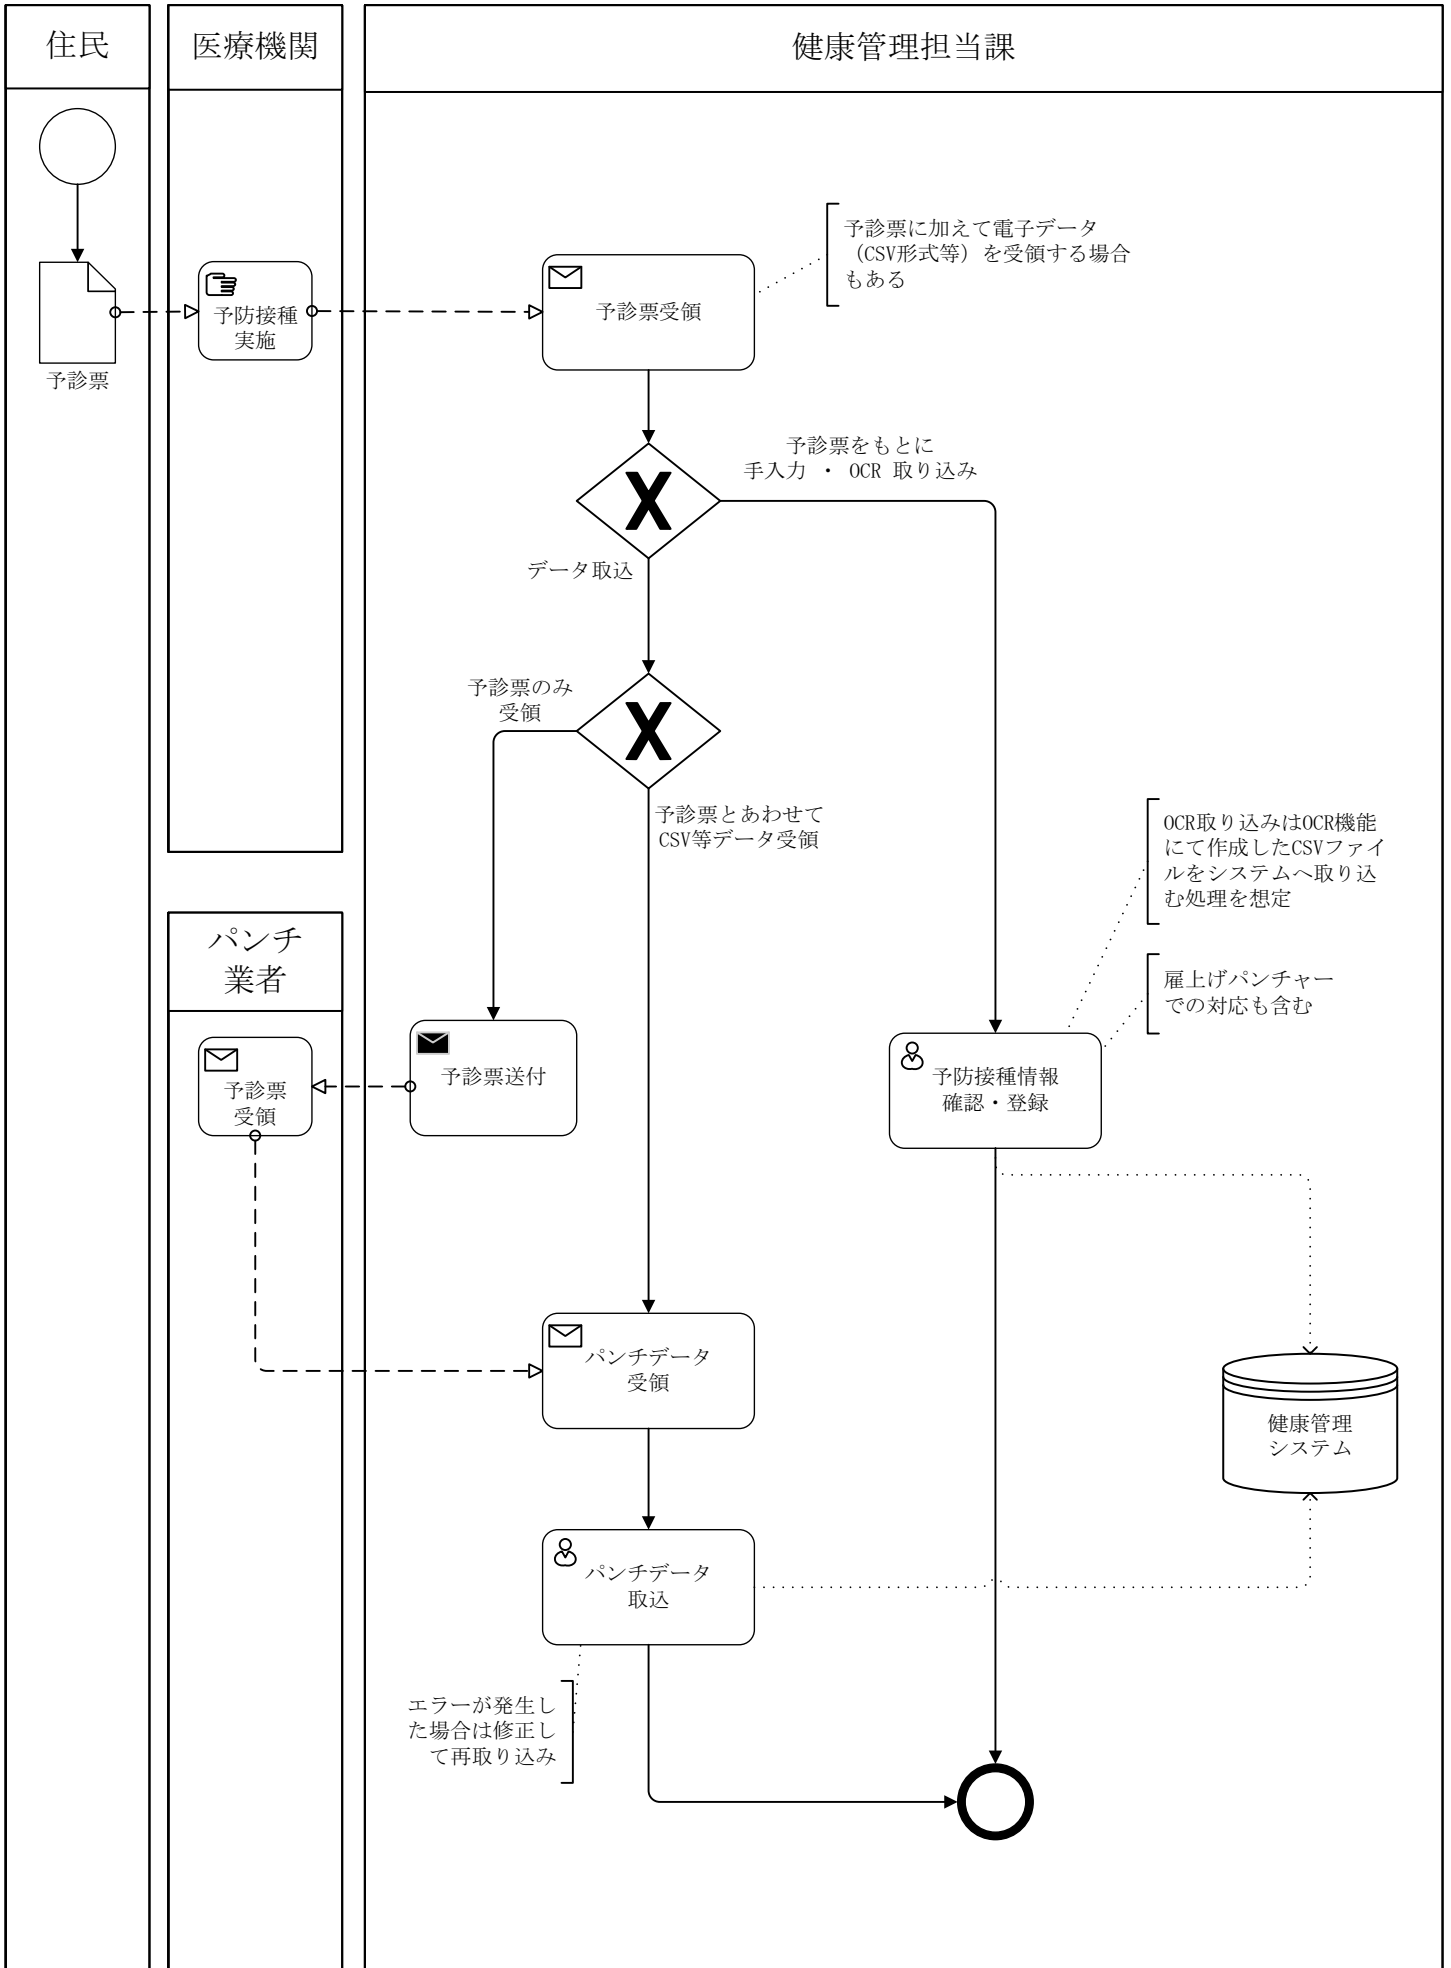 住民
医療機関
健康管理担当課
予診票
予防接種
実施
予診票受領
予診票に加えて電子データ
（CSV形式等）を受領する場合
もある
予診票をもとに
手入力 ・ OCR 取り込み
データ取込
予診票のみ
受領
予診票とあわせて
CSV等データ受領
OCR取り込みはOCR機能
にて作成したCSVファイ
ルをシステムへ取り込
む処理を想定
雇上げパンチャー
での対応も含む
パンチ
業者
予診票
受領
予診票送付
予防接種情報
確認・登録
パンチデータ
受領
健康管理
システム
パンチデータ
取込
エラーが発生し
た場合は修正し
て再取り込み